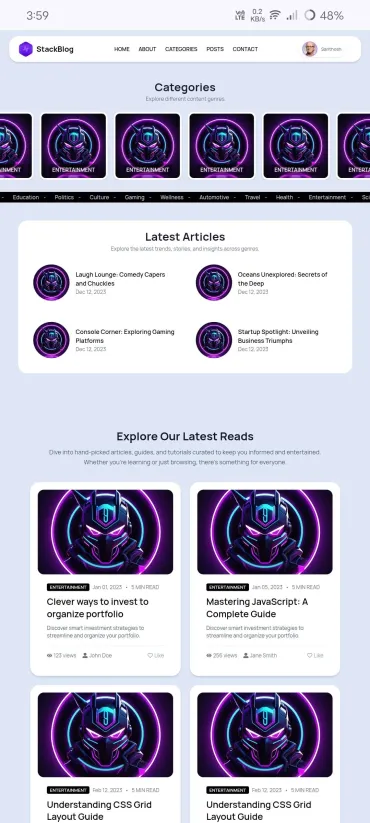 3:59
Vo) LTE 0.2 KB/s 48%
StackBlog HOME ABOUT CATEGORIES POSTS CONTACT
Categories
Explore different content genres.
AINMENT ENTERTAINMENT ENTERTAINMENT ENTERTAINMENT ENTERTAINMENT ENTERTA
- Education - Politics - Culture - Gaming - Wellness - Automotive - Travel - Health - Entertainment - Sci
Latest Articles
Explore the latest trends, stories, and insights across genres.
Laugh Lounge: Comedy Capers
and Chuckles
Dec 12, 2023
Oceans Unexplored: Secrets of
the Deep
Dec 12, 2023
Console Corner: Exploring Gaming
Platforms
Dec 12, 2023
Startup Spotlight: Unveiling
Business Triumphs
Dec 12, 2023
Explore Our Latest Reads
Dive into hand-picked articles, guides, and tutorials curated to keep you informed and entertained.
Whether you're learning or just browsing, there's something for everyone.
ENTERTAINMENT Jan 01, 2023 • 5 MIN READ
Clever ways to invest to
organize portfolio
Discover smart investment strategies to
streamline and organize your portfolio.
123 views John Doe Like
ENTERTAINMENT Jan 05, 2023 • 5 MIN READ
Mastering JavaScript: A
Complete Guide
Discover smart investment strategies to
streamline and organize your portfolio.
256 views Jane Smith Like
ENTERTAINMENT Feb 12, 2023 • 5 MIN READ
Understanding CSS Grid
Layout Guide
ENTERTAINMENT Feb 12, 2023 • 5 MIN READ
Understanding CSS Grid
Layout Guide